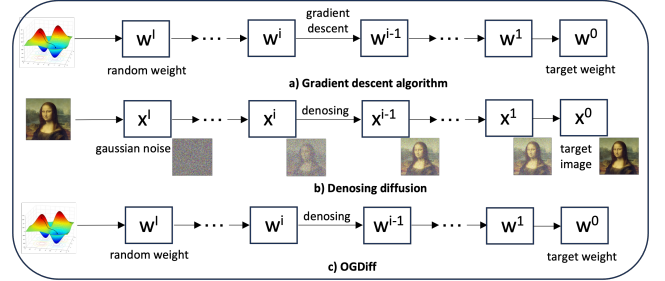 gradient
descent
w^I ... w^i w^{i-1} ... w^1 w^0
random weight target weight
a) Gradient descent algorithm
denosing
x^I ... x^i x^{i-1} ... x^1 x^0
gaussian noise target
image
b) Denosing diffusion
denosing
w^I ... w^i w^{i-1} ... w^1 w^0
random weight target weight
c) OGDiff